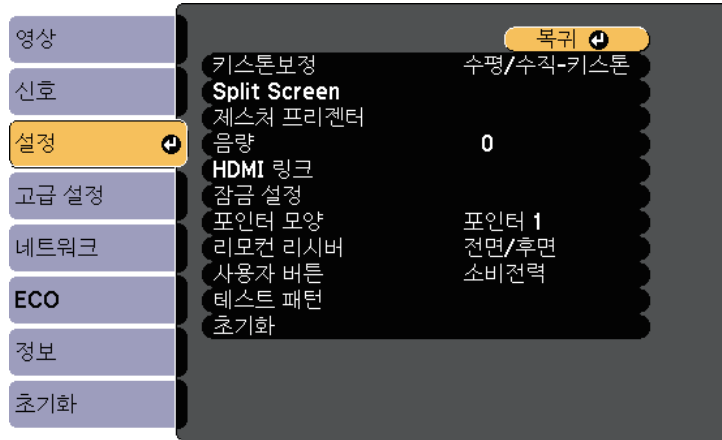 영상
신호
설정
고급 설정
네트워크
ECO
정보
초기화
복귀
키스톤보정 수평/수직-키스톤
Split Screen
제스처 프리젠터
음량 0
HDMI 링크
잠금 설정
포인터 모양 포인터 1
리모컨 리시버 전면/후면
사용자 버튼 소비전력
테스트 패턴
초기화